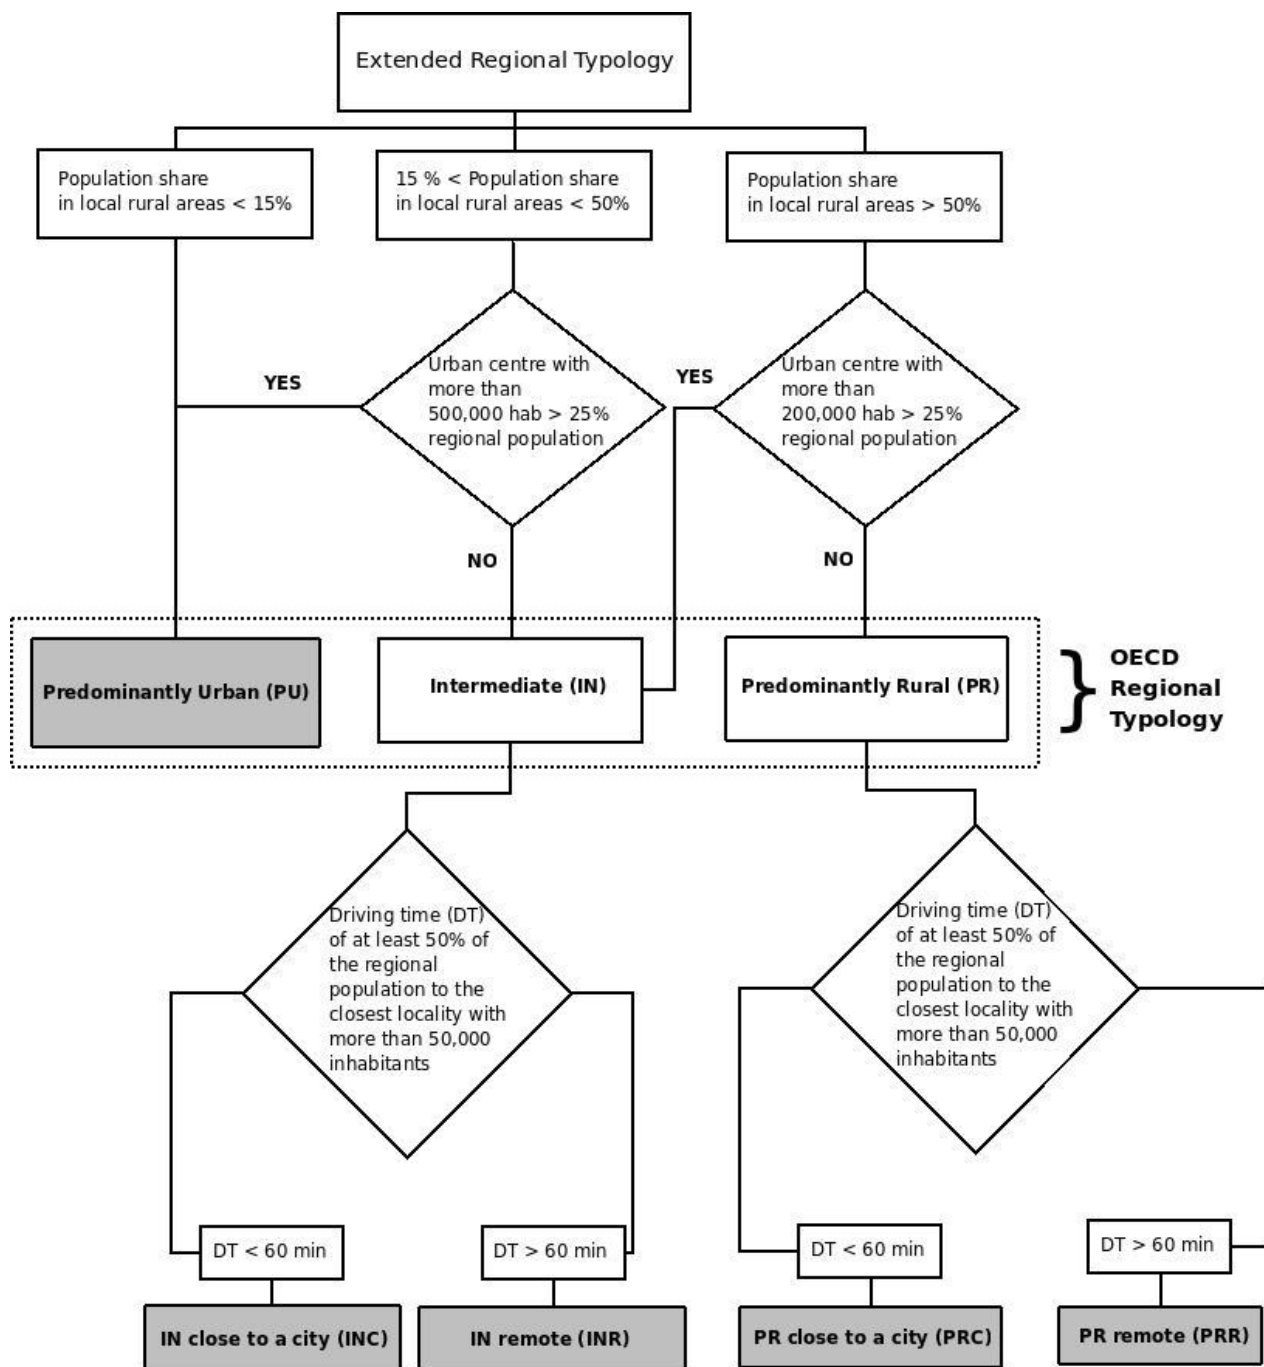 Extended Regional Typology
Population share
in local rural areas < 15%
15 % < Population share
in local rural areas < 50%
Population share
in local rural areas > 50%
Urban centre with
more than
500,000 hab > 25%
regional population
YES
NO
Urban centre with
more than
200,000 hab > 25%
regional population
YES
NO
Predominantly Urban (PU)
Intermediate (IN)
Predominantly Rural (PR)
OECD
Regional
Typology
Driving time (DT)
of at least 50% of
the regional
population to the
closest locality with
more than 50,000
inhabitants
Driving time (DT)
of at least 50% of
the regional
population to the
closest locality with
more than 50,000
inhabitants
DT < 60 min
DT > 60 min
DT < 60 min
DT > 60 min
IN close to a city (INC)
IN remote (INR)
PR close to a city (PRC)
PR remote (PRR)